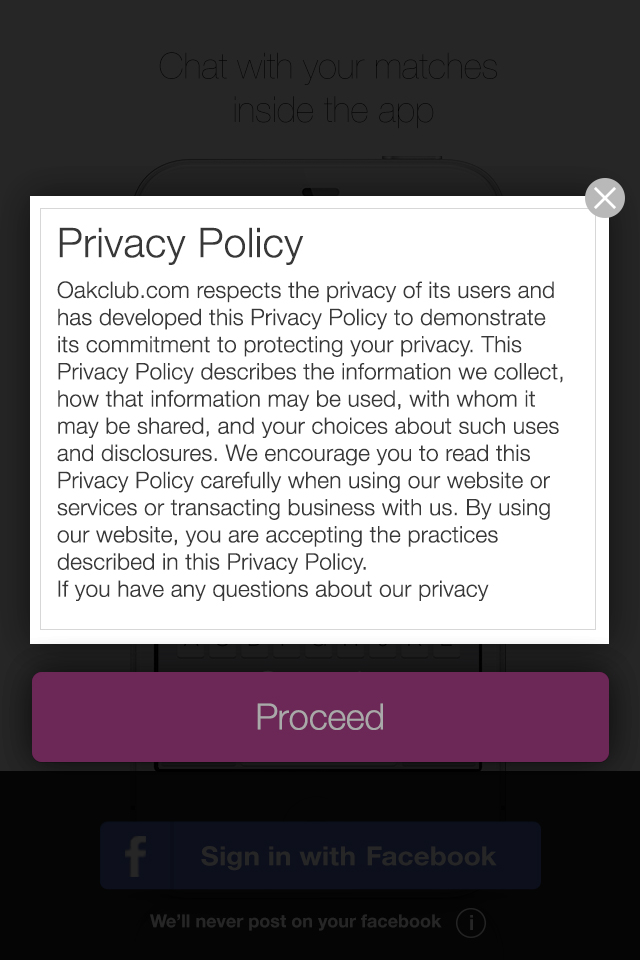 Chat with your matches
inside the app
Privacy Policy
Oakclub.com respects the privacy of its users and
has developed this Privacy Policy to demonstrate
its commitment to protecting your privacy. This
Privacy Policy describes the information we collect,
how that information may be used, with whom it
may be shared, and your choices about such uses
and disclosures. We encourage you to read this
Privacy Policy carefully when using our website or
services or transacting business with us. By using
our website, you are accepting the practices
described in this Privacy Policy.
If you have any questions about our privacy
Proceed
f Sign in with Facebook
We'll never post on your facebook i